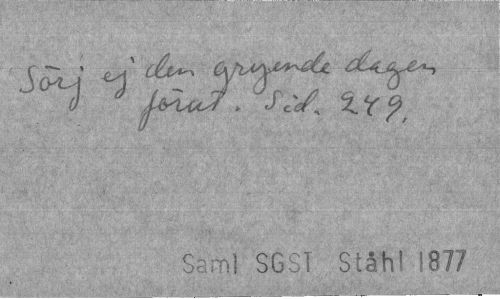 Sörj ej den gryende dagen
förut. Sid. 249.
Saml SGST Ståhl 1877